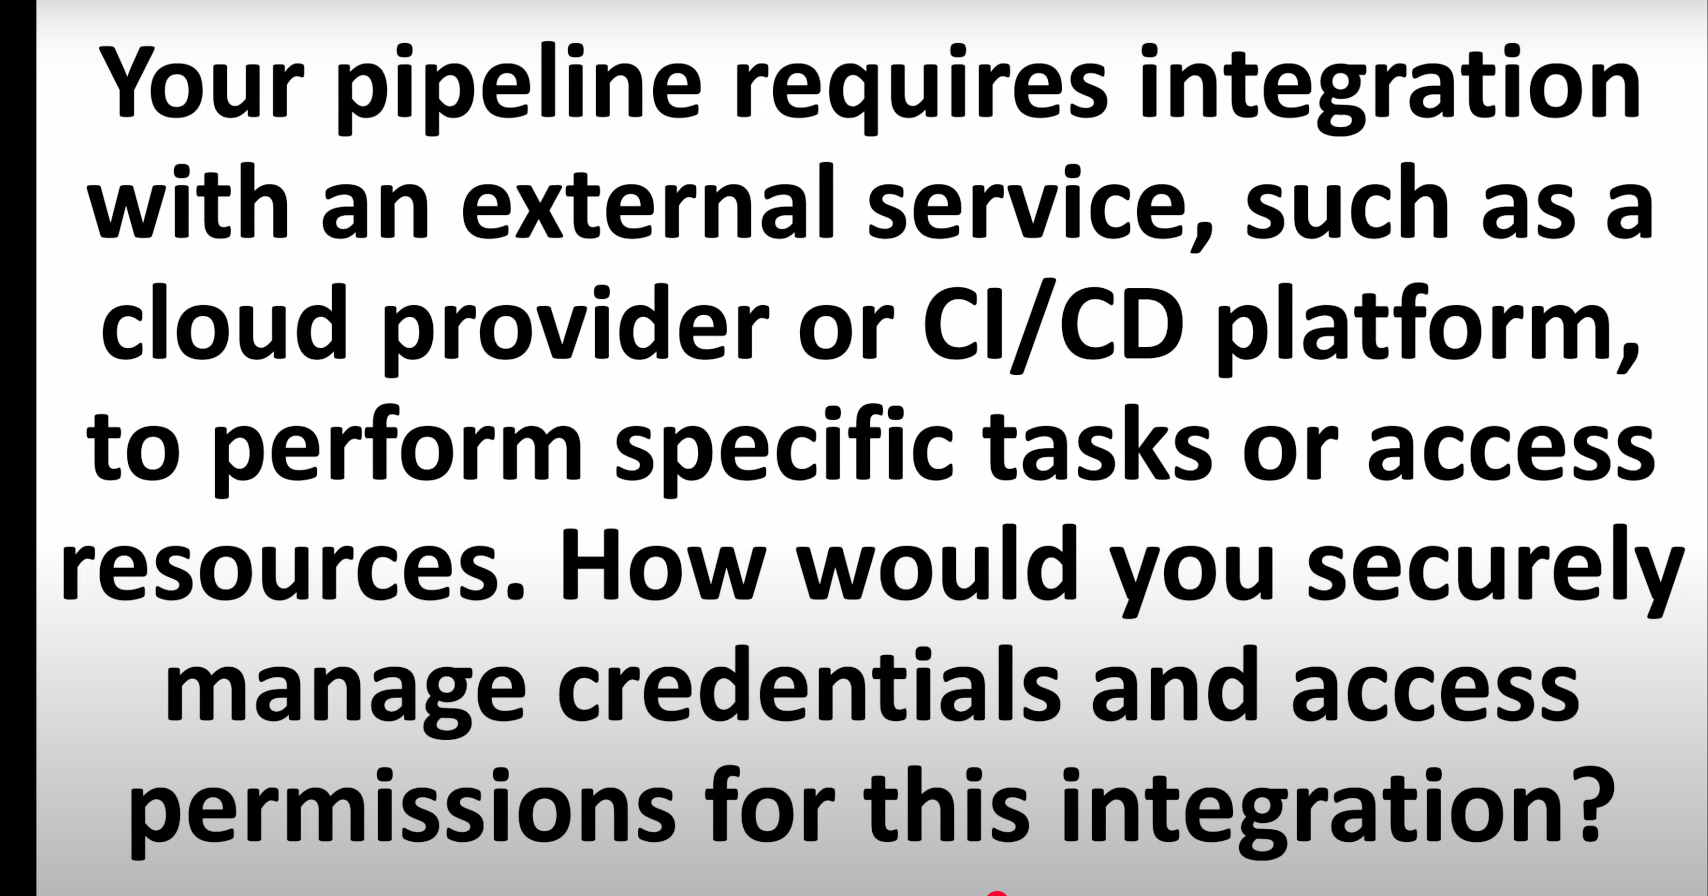 Your pipeline requires integration
with an external service, such as a
cloud provider or CI/CD platform,
to perform specific tasks or access
resources. How would you securely
manage credentials and access
permissions for this integration?